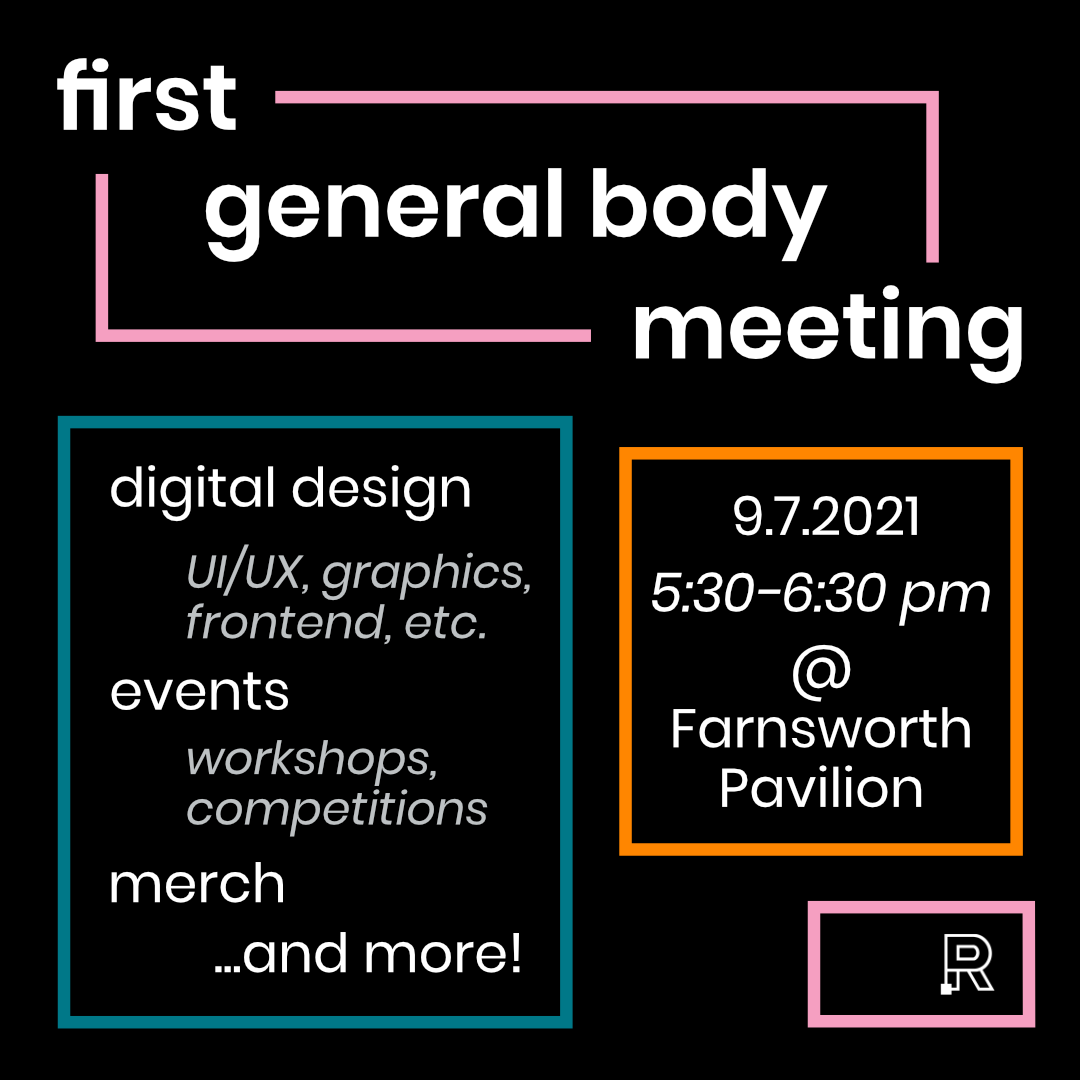 first
general body
meeting
digital design
UI/UX, graphics,
frontend, etc.
events
workshops,
competitions
merch
...and more!
9.7.2021
5:30-6:30 pm
@
Farnsworth
Pavilion
R